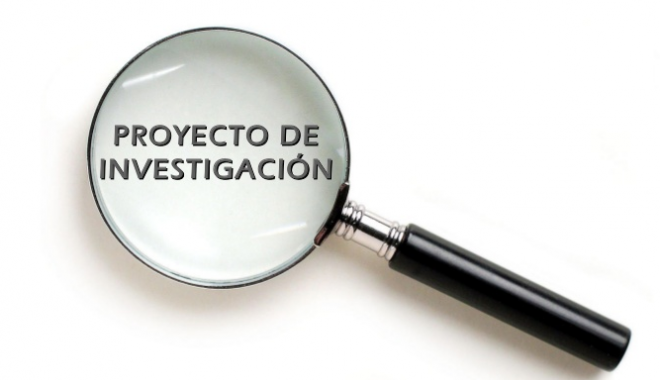 PROYECTO DE
INVESTIGACIÓN